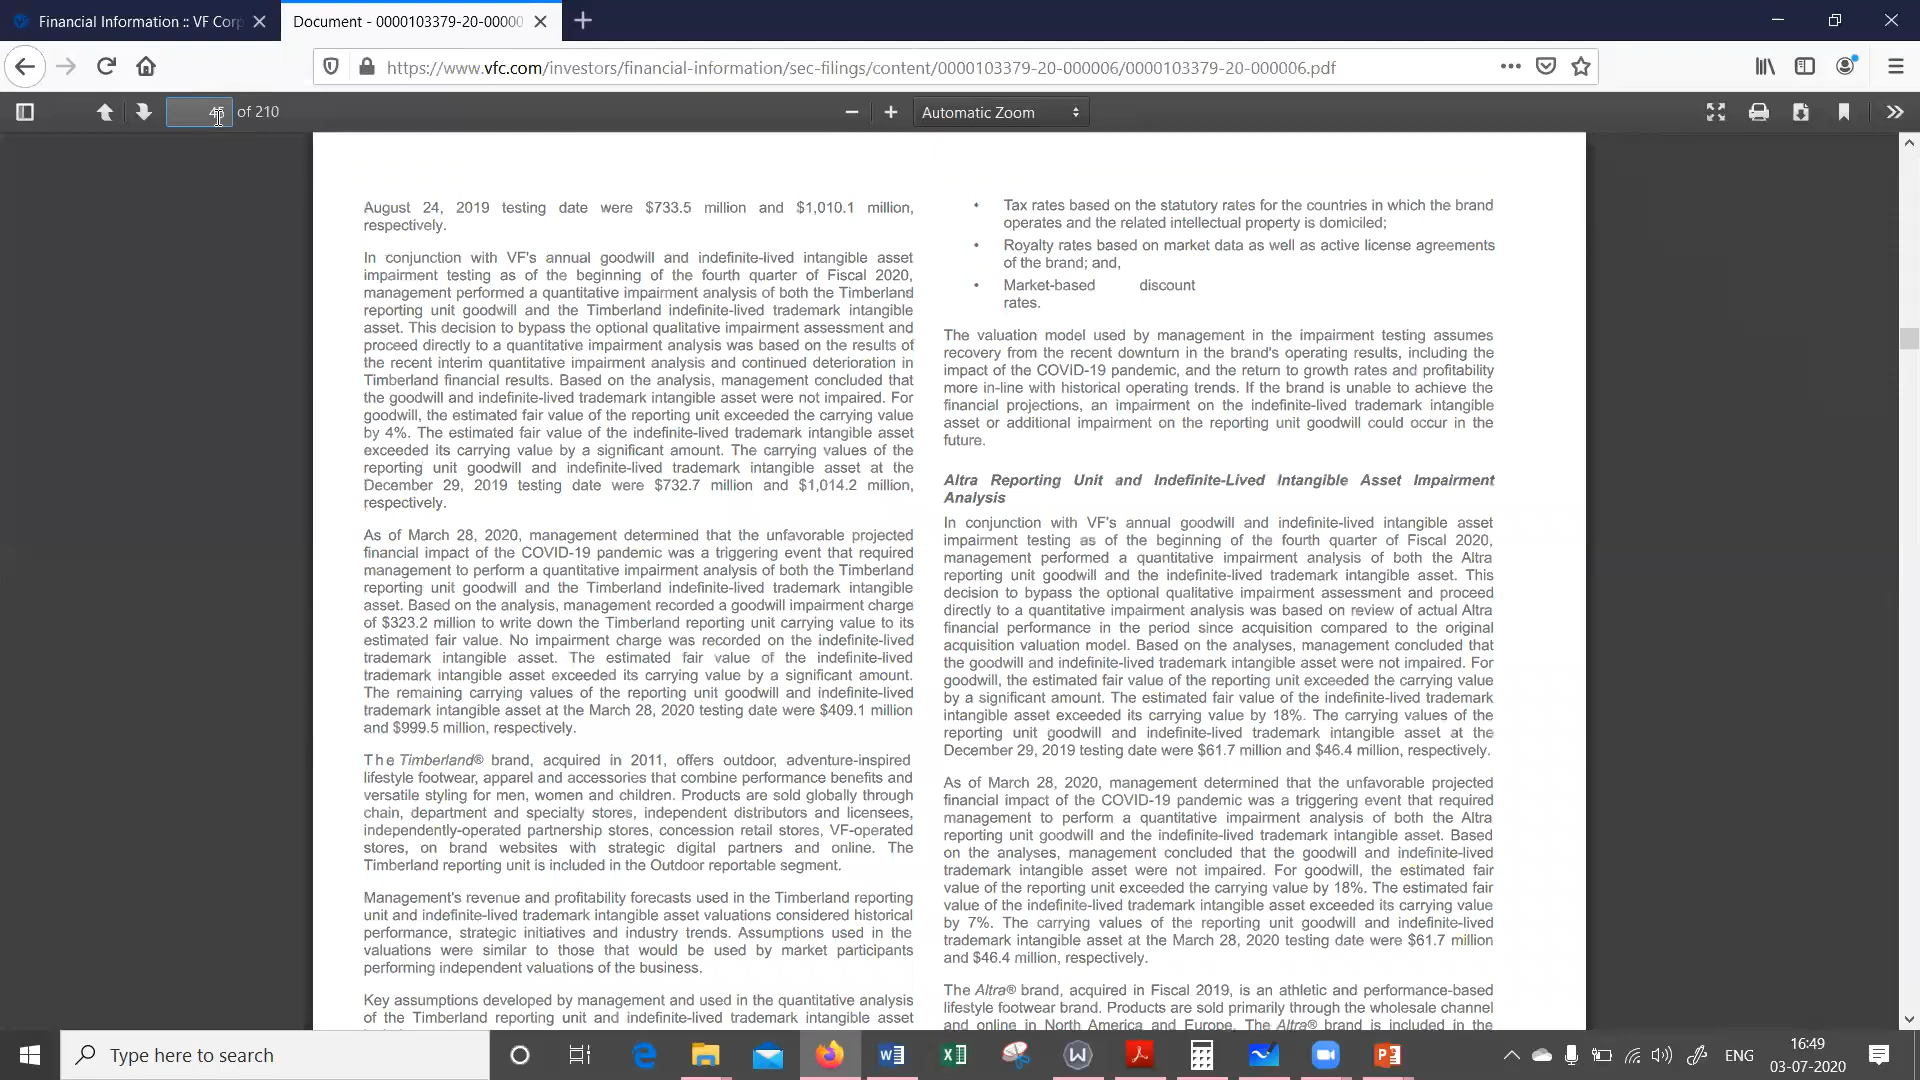 Financial Information :: VF Corp
Document - 0000103379-20-00000
https://www.vfc.com/investors/financial-information/sec-filings/content/0000103379-20-000006/0000103379-20-000006.pdf
of 210
Automatic Zoom
August 24, 2019 testing date were $733.5 million and $1,010.1 million,
respectively.
In conjunction with VF's annual goodwill and indefinite-lived intangible asset
impairment testing as of the beginning of the fourth quarter of Fiscal 2020,
management performed a quantitative impairment analysis of both the Timberland
reporting unit goodwill and the Timberland indefinite-lived trademark intangible
asset. This decision to bypass the optional qualitative impairment assessment and
proceed directly to a quantitative impairment analysis was based on the results of
the recent interim quantitative impairment analysis and continued deterioration in
Timberland financial results. Based on the analysis, management concluded that
the goodwill and indefinite-lived trademark intangible asset were not impaired. For
goodwill, the estimated fair value of the reporting unit exceeded the carrying value
by 4%. The estimated fair value of the indefinite-lived trademark intangible asset
exceeded its carrying value by a significant amount. The carrying values of the
reporting unit goodwill and indefinite-lived trademark intangible asset at the
December 29, 2019 testing date were $732.7 million and $1,014.2 million,
respectively.
As of March 28, 2020, management determined that the unfavorable projected
financial impact of the COVID-19 pandemic was a triggering event that required
management to perform a quantitative impairment analysis of both the Timberland
reporting unit goodwill and the Timberland indefinite-lived trademark intangible
asset. Based on the analysis, management recorded a goodwill impairment charge
of $323.2 million to write down the Timberland reporting unit carrying value to its
estimated fair value. No impairment charge was recorded on the indefinite-lived
trademark intangible asset. The estimated fair value of the indefinite-lived
trademark intangible asset exceeded its carrying value by a significant amount.
The remaining carrying values of the reporting unit goodwill and indefinite-lived
trademark intangible asset at the March 28, 2020 testing date were $409.1 million
and $999.5 million, respectively.
The Timberland® brand, acquired in 2011, offers outdoor, adventure-inspired
lifestyle footwear, apparel and accessories that combine performance benefits and
versatile styling for men, women and children. Products are sold globally through
chain, department and specialty stores, independent distributors and licensees,
independently-operated partnership stores, concession retail stores, VF-operated
stores, on brand websites with strategic digital partners and online. The
Timberland reporting unit is included in the Outdoor reportable segment.
Management's revenue and profitability forecasts used in the Timberland reporting
unit and indefinite-lived trademark intangible asset valuations considered historical
performance, strategic initiatives and industry trends. Assumptions used in the
valuations were similar to those that would be used by market participants
performing independent valuations of the business.
Key assumptions developed by management and used in the quantitative analysis
of the Timberland reporting unit and indefinite-lived trademark intangible asset
• Tax rates based on the statutory rates for the countries in which the brand
operates and the related intellectual property is domiciled;
• Royalty rates based on market data as well as active license agreements
of the brand; and,
• Market-based discount
rates.
The valuation model used by management in the impairment testing assumes
recovery from the recent downturn in the brand's operating results, including the
impact of the COVID-19 pandemic, and the return to growth rates and profitability
more in-line with historical operating trends. If the brand is unable to achieve the
financial projections, an impairment on the indefinite-lived trademark intangible
asset or additional impairment on the reporting unit goodwill could occur in the
future.
Altra Reporting Unit and Indefinite-Lived Intangible Asset Impairment
Analysis
In conjunction with VF's annual goodwill and indefinite-lived intangible asset
impairment testing as of the beginning of the fourth quarter of Fiscal 2020,
management performed a quantitative impairment analysis of both the Altra
reporting unit goodwill and the indefinite-lived trademark intangible asset. This
decision to bypass the optional qualitative impairment assessment and proceed
directly to a quantitative impairment analysis was based on review of actual Altra
financial performance in the period since acquisition compared to the original
acquisition valuation model. Based on the analyses, management concluded that
the goodwill and indefinite-lived trademark intangible asset were not impaired. For
goodwill, the estimated fair value of the reporting unit exceeded the carrying value
by a significant amount. The estimated fair value of the indefinite-lived trademark
intangible asset exceeded its carrying value by 18%. The carrying values of the
reporting unit goodwill and indefinite-lived trademark intangible asset at the
December 29, 2019 testing date were $61.7 million and $46.4 million, respectively.
As of March 28, 2020, management determined that the unfavorable projected
financial impact of the COVID-19 pandemic was a triggering event that required
management to perform a quantitative impairment analysis of both the Altra
reporting unit goodwill and the indefinite-lived trademark intangible asset. Based
on the analyses, management concluded that the goodwill and indefinite-lived
trademark intangible asset were not impaired. For goodwill, the estimated fair
value of the reporting unit exceeded the carrying value by 18%. The estimated fair
value of the indefinite-lived trademark intangible asset exceeded its carrying value
by 7%. The carrying values of the reporting unit goodwill and indefinite-lived
trademark intangible asset at the March 28, 2020 testing date were $61.7 million
and $46.4 million, respectively.
The Altra® brand, acquired in Fiscal 2019, is an athletic and performance-based
lifestyle footwear brand. Products are sold primarily through the wholesale channel
and online in North America and Europe. The Altra® brand is included in the
Type here to search
ENG
16:49
03-07-2020